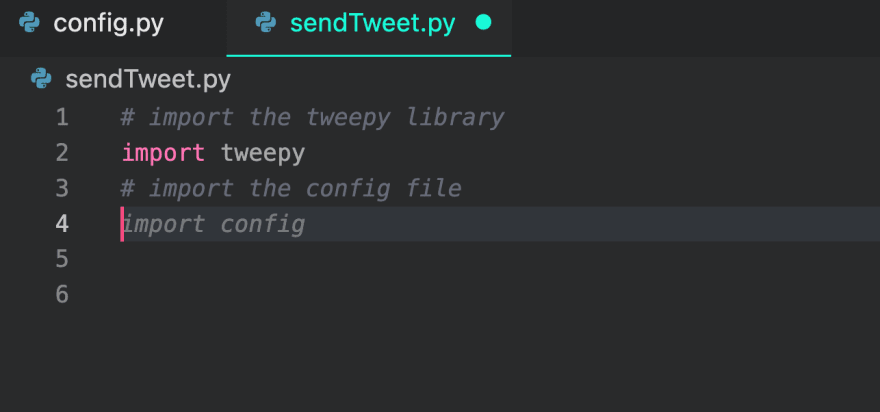 config.py
sendTweet.py
sendTweet.py
1 # import the tweepy library
2 import tweepy
3 # import the config file
4 import config
5
6